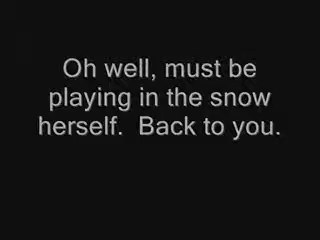 Oh well, must be
playing in the snow
herself.  Back to you.